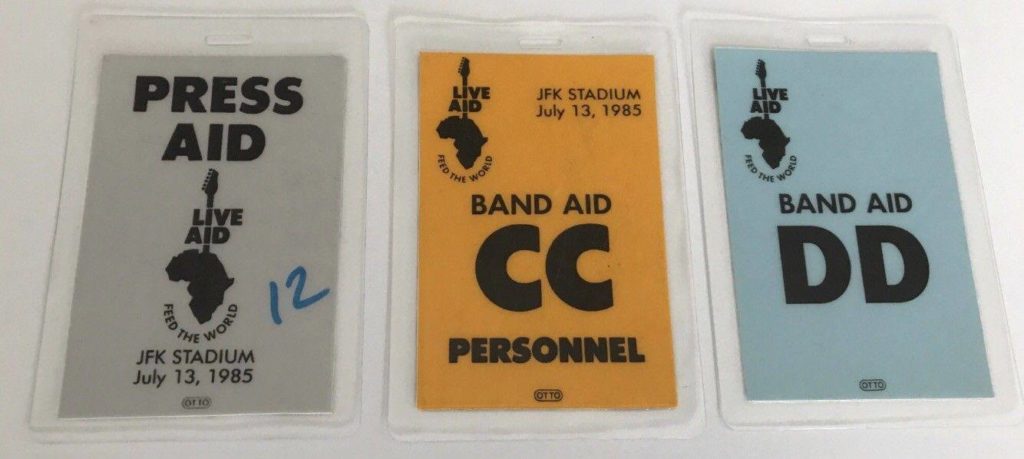 PRESS
AID
LIVE
AID
FEED THE WORLD
12
JFK STADIUM
July 13, 1985
OTTO
LIVE
AID
FEED THE WORLD
JFK STADIUM
July 13, 1985
BAND AID
CC
PERSONNEL
OTTO
LIVE
AID
FEED THE WORLD
BAND AID
DD
OTTO